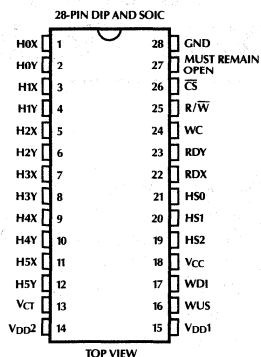 28-PIN DIP AND SOIC
H0X 1 28 GND
H0Y 2 27 MUST REMAIN OPEN
H1X 3 26 CS
H1Y 4 25 R/W
H2X 5 24 WC
H2Y 6 23 RDY
H3X 7 22 RDX
H3Y 8 21 HS0
H4X 9 20 HS1
H4Y 10 19 HS2
H5X 11 18 VCC
H5Y 12 17 WDI
VCT 13 16 WUS
VDD2 14 15 VDD1
TOP VIEW